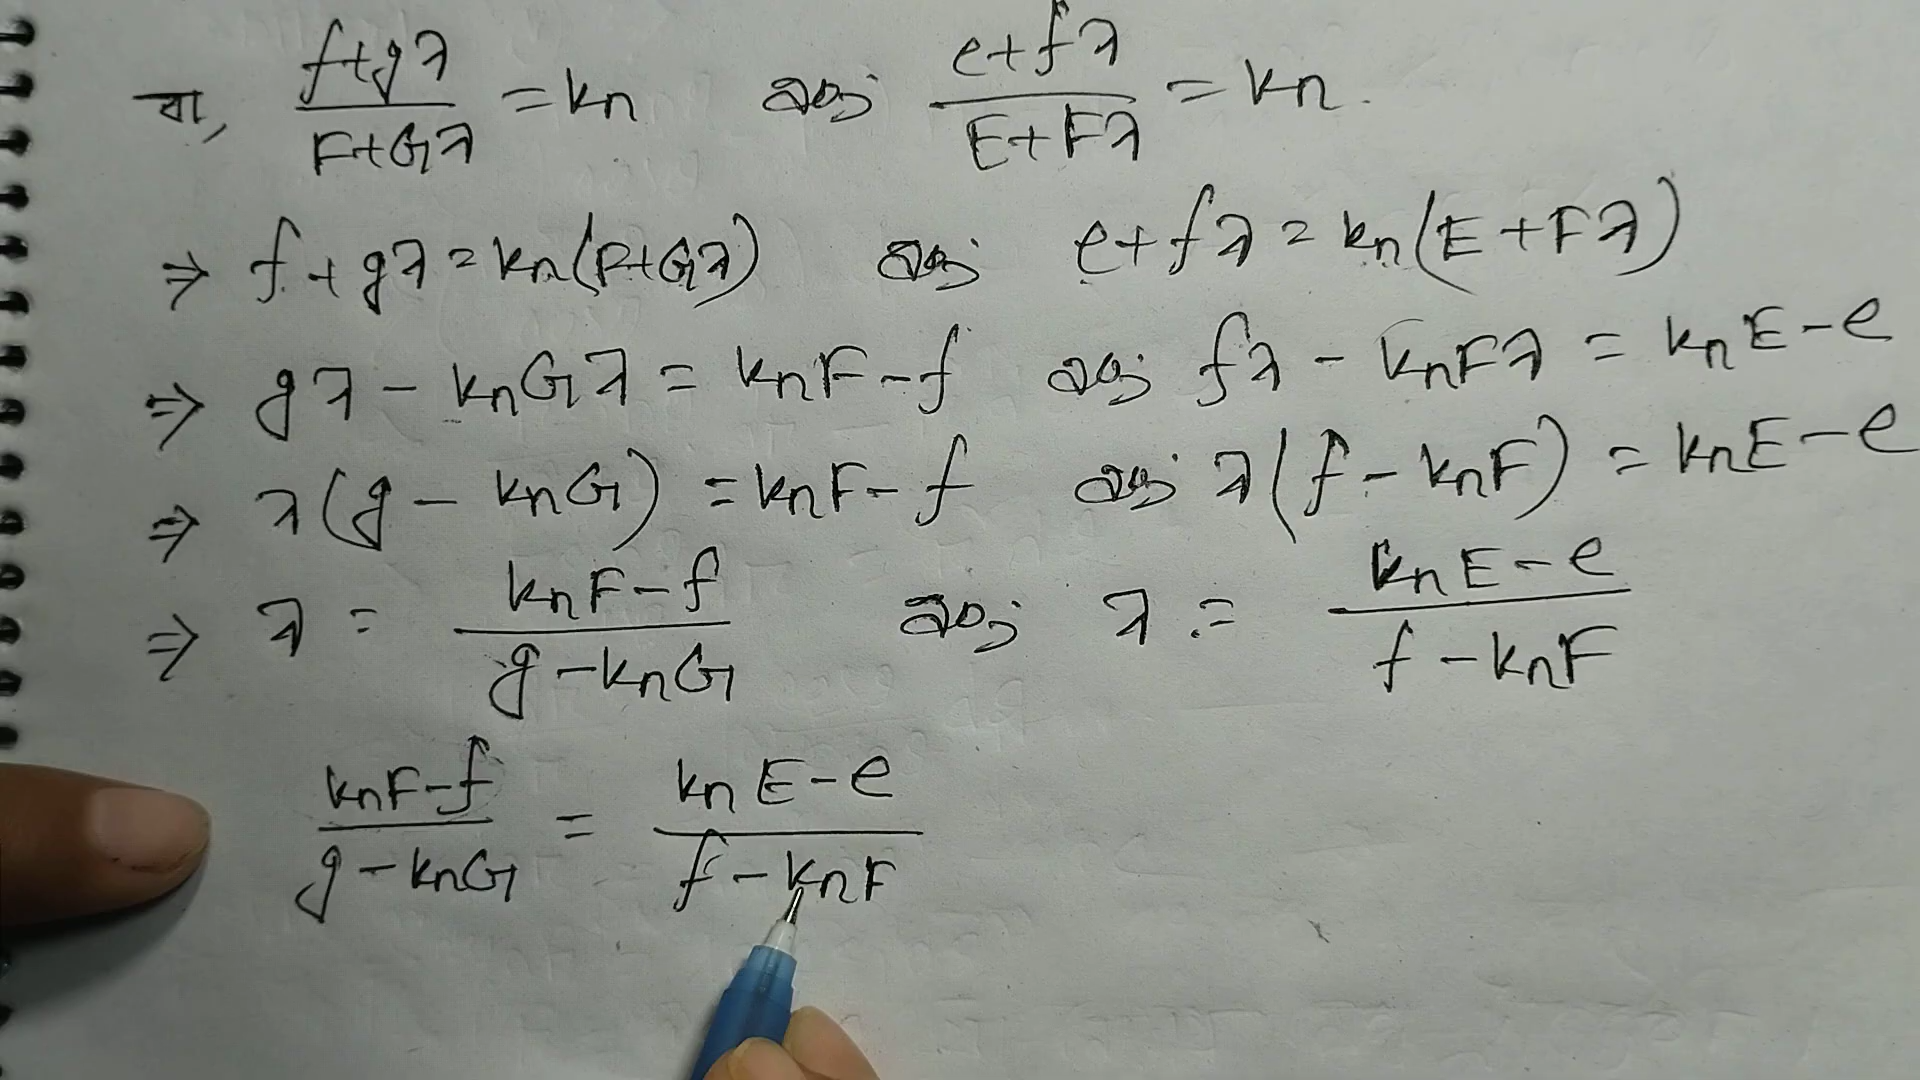 বা, (f+gλ)/(F+Gλ) = kn এবং (e+fλ)/(E+Fλ) = kn.
⇒ f+gλ = kn(F+Gλ) এবং e+fλ = kn(E+Fλ)
⇒ gλ - knGλ = knF-f এবং fλ - knFλ = knE-e
⇒ λ(g - knG) = knF-f এবং λ(f-knF) = knE-e
⇒ λ = (knF-f)/(g-knG) এবং λ = (knE-e)/(f-knF)
(knF-f)/(g-knG) = (knE-e)/(f-knF)